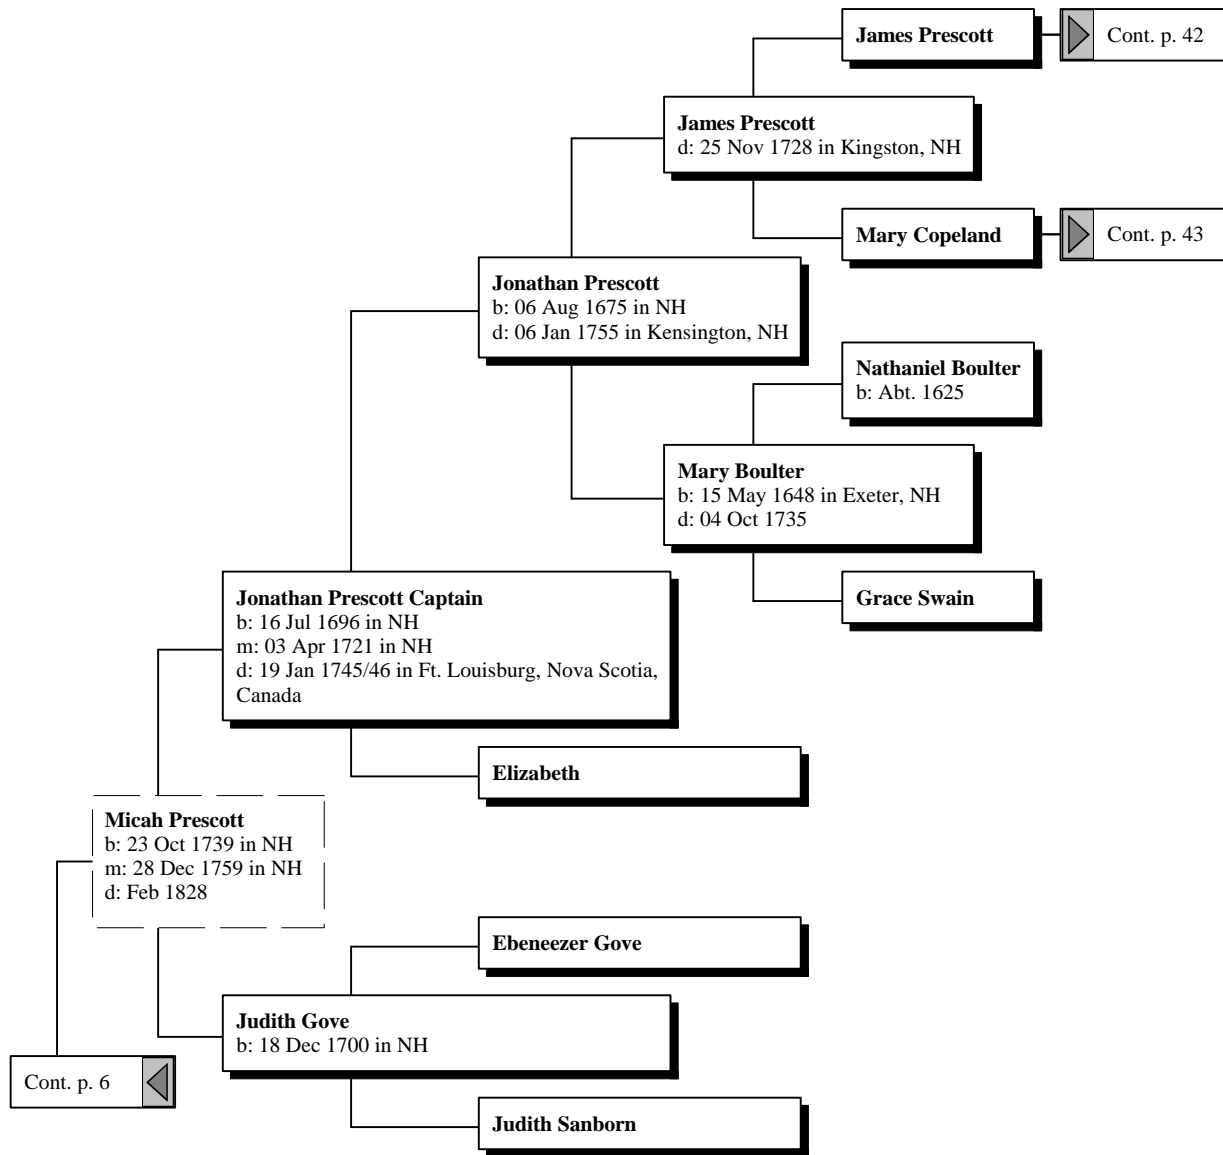 James Prescott
Cont. p. 42
James Prescott
d: 25 Nov 1728 in Kingston, NH
Mary Copeland
Cont. p. 43
Jonathan Prescott
b: 06 Aug 1675 in NH
d: 06 Jan 1755 in Kensington, NH
Nathaniel Boulter
b: Abt. 1625
Mary Boulter
b: 15 May 1648 in Exeter, NH
d: 04 Oct 1735
Grace Swain
Jonathan Prescott Captain
b: 16 Jul 1696 in NH
m: 03 Apr 1721 in NH
d: 19 Jan 1745/46 in Ft. Louisburg, Nova Scotia,
Canada
Elizabeth
Micah Prescott
b: 23 Oct 1739 in NH
m: 28 Dec 1759 in NH
d: Feb 1828
Ebeneezer Gove
Judith Gove
b: 18 Dec 1700 in NH
Cont. p. 6
Judith Sanborn